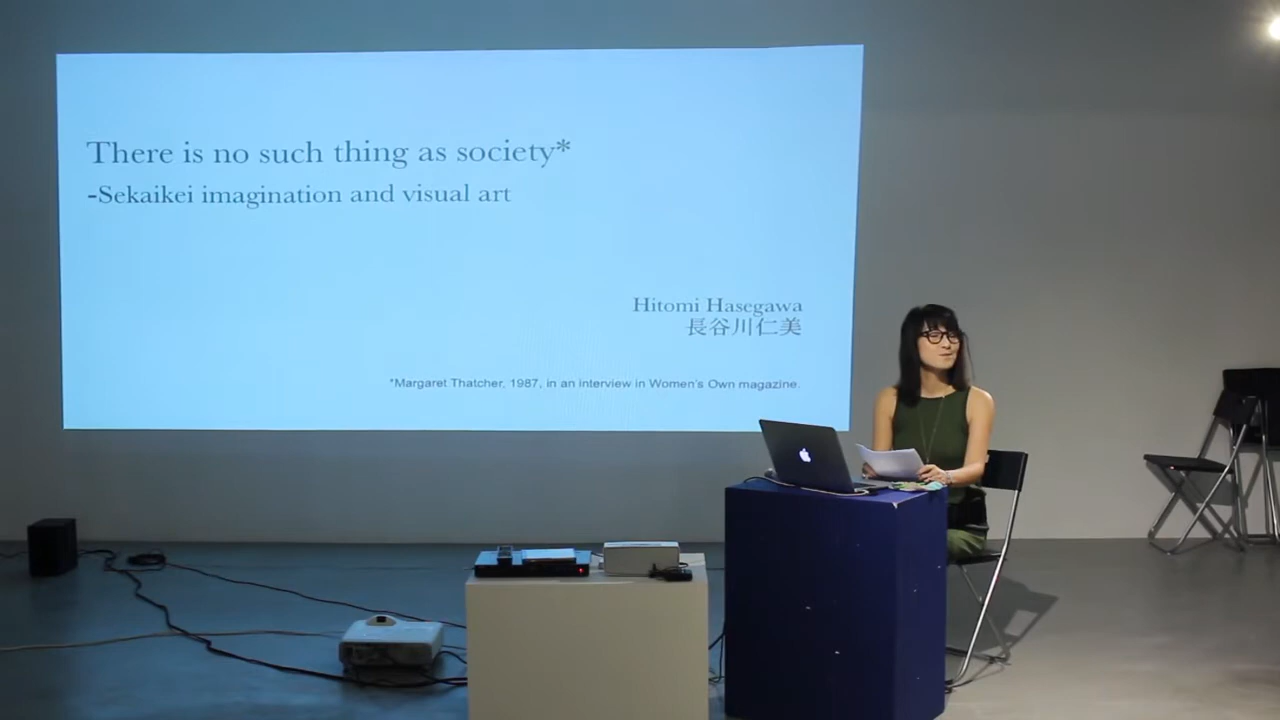 There is no such thing as society*
-Sekaikei imagination and visual art
Hitomi Hasegawa
長谷川仁美
*Margaret Thatcher, 1987, in an interview in Women's Own magazine.